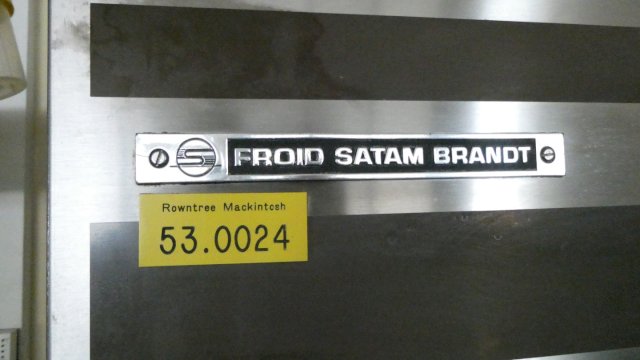 S FROID SATAM BRANDT
Rowntree Mackintosh
53.0024